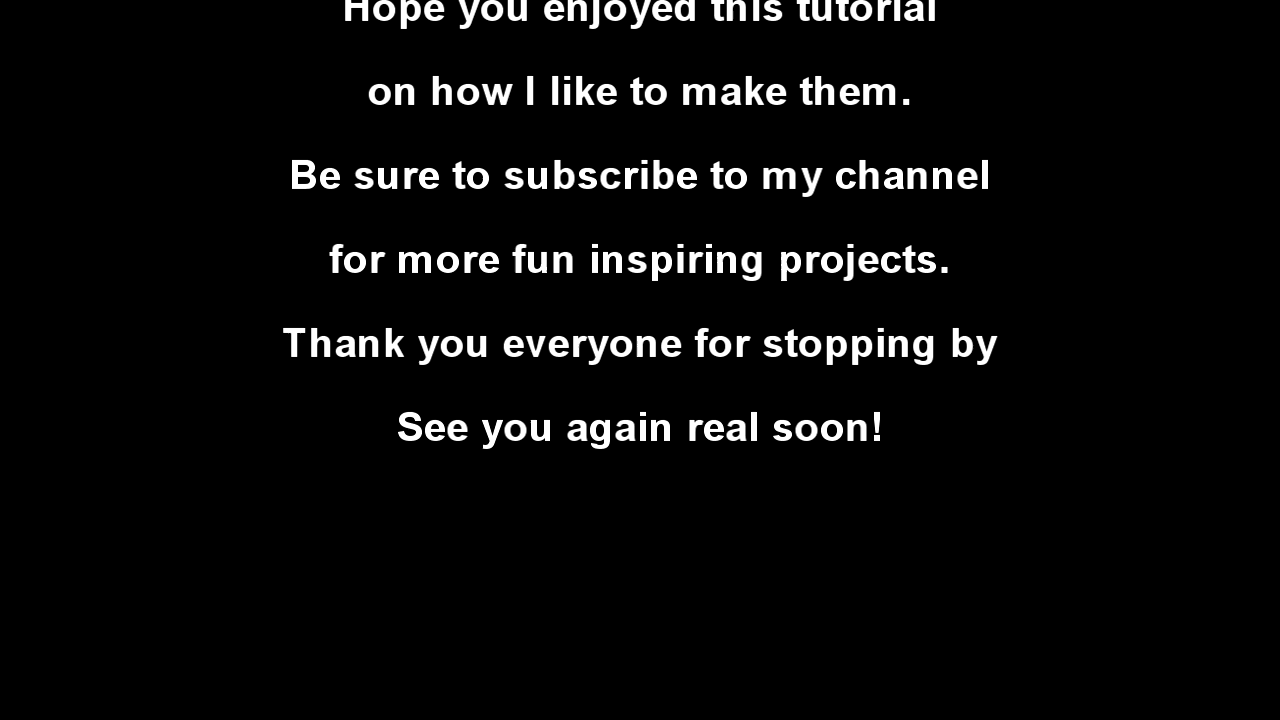 Hope you enjoyed this tutorial
on how I like to make them.
Be sure to subscribe to my channel
for more fun inspiring projects.
Thank you everyone for stopping by
See you again real soon!